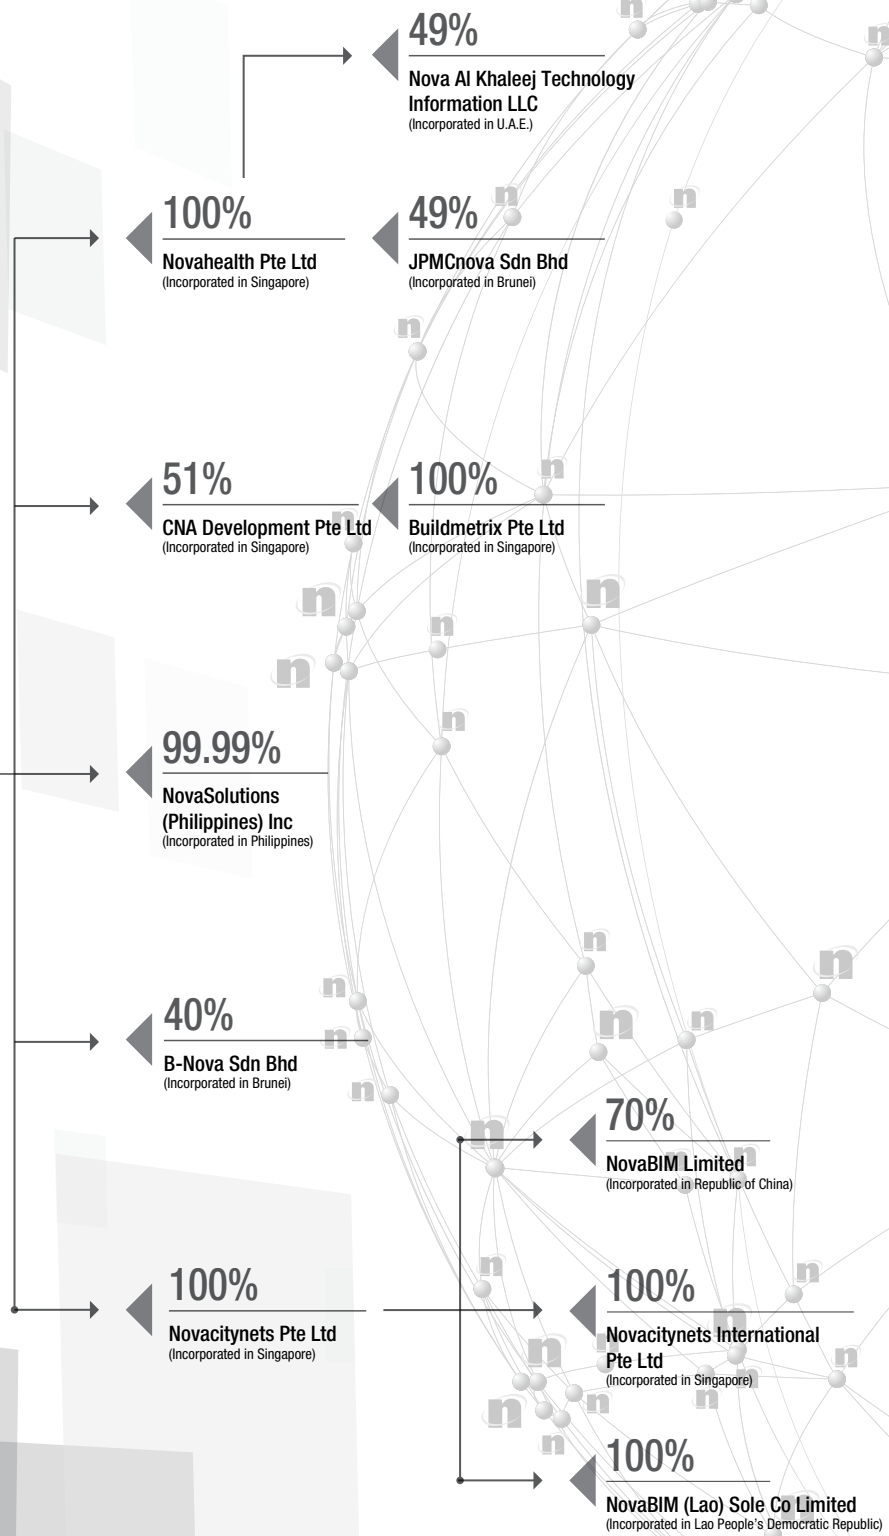 49%
Nova Al Khaleej Technology
Information LLC
(Incorporated in U.A.E.)
100%
Novahealth Pte Ltd
(Incorporated in Singapore)
49%
JPMCnova Sdn Bhd
(Incorporated in Brunei)
51%
CNA Development Pte Ltd
(Incorporated in Singapore)
100%
Buildmetrix Pte Ltd
(Incorporated in Singapore)
99.99%
NovaSolutions
(Philippines) Inc
(Incorporated in Philippines)
40%
B-Nova Sdn Bhd
(Incorporated in Brunei)
70%
NovaBIM Limited
(Incorporated in Republic of China)
100%
Novacitynets Pte Ltd
(Incorporated in Singapore)
100%
Novacitynets International
Pte Ltd
(Incorporated in Singapore)
100%
NovaBIM (Lao) Sole Co Limited
(Incorporated in Lao People's Democratic Republic)